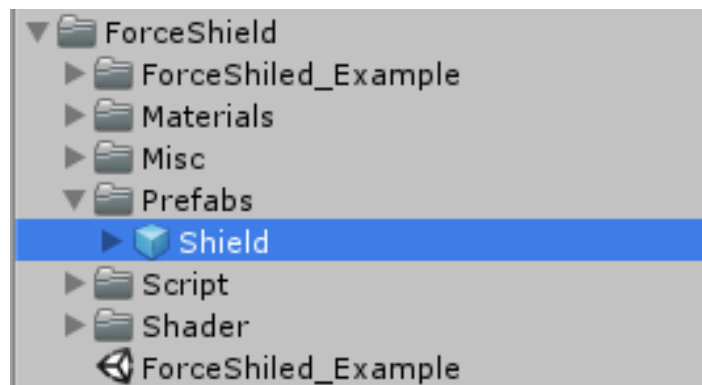 ForceShield
ForceShiled_Example
Materials
Misc
Prefabs
Shield
Script
Shader
ForceShiled_Example